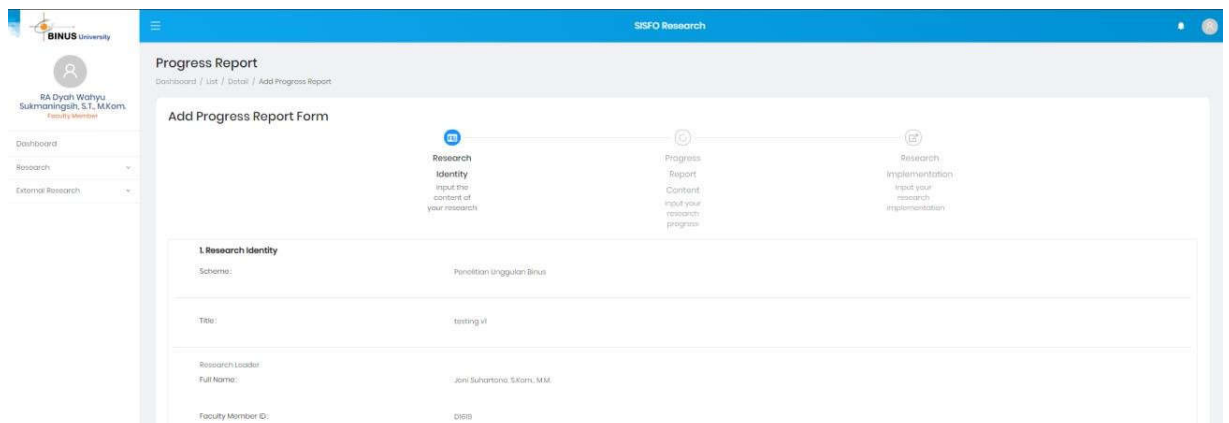 BINUS University
SISFO Research
RA Dyah Wahyu
Sukmaningsih, S.T., M.Kom.
Faculty Member
Dashboard
Research
External Research
Progress Report
Dashboard / List / Detail / Add Progress Report
Add Progress Report Form
Research
Identity
Input the
content of
your research
Progress
Report
Content
Input your
research
progress
Research
Implementation
Input your
research
implementation
1. Research Identity
Scheme:
Penelitian Unggulan Binus
Title:
testing v1
Research Leader
Full Name:
Joni Suhartono, S.Kom., M.M.
Faculty Member ID: